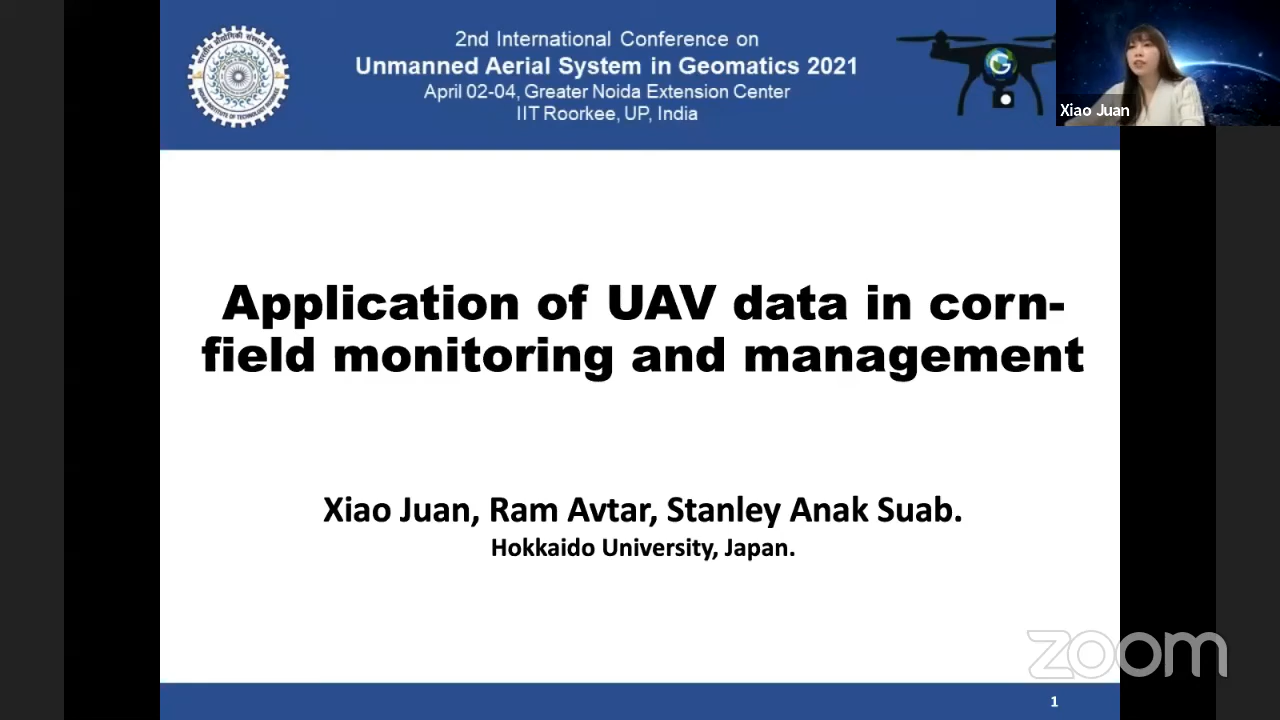 2nd International Conference on
Unmanned Aerial System in Geomatics 2021
April 02-04, Greater Noida Extension Center
IIT Roorkee, UP, India
G
Xiao Juan
Application of UAV data in corn-
field monitoring and management
Xiao Juan, Ram Avtar, Stanley Anak Suab.
Hokkaido University, Japan.
zoom
1